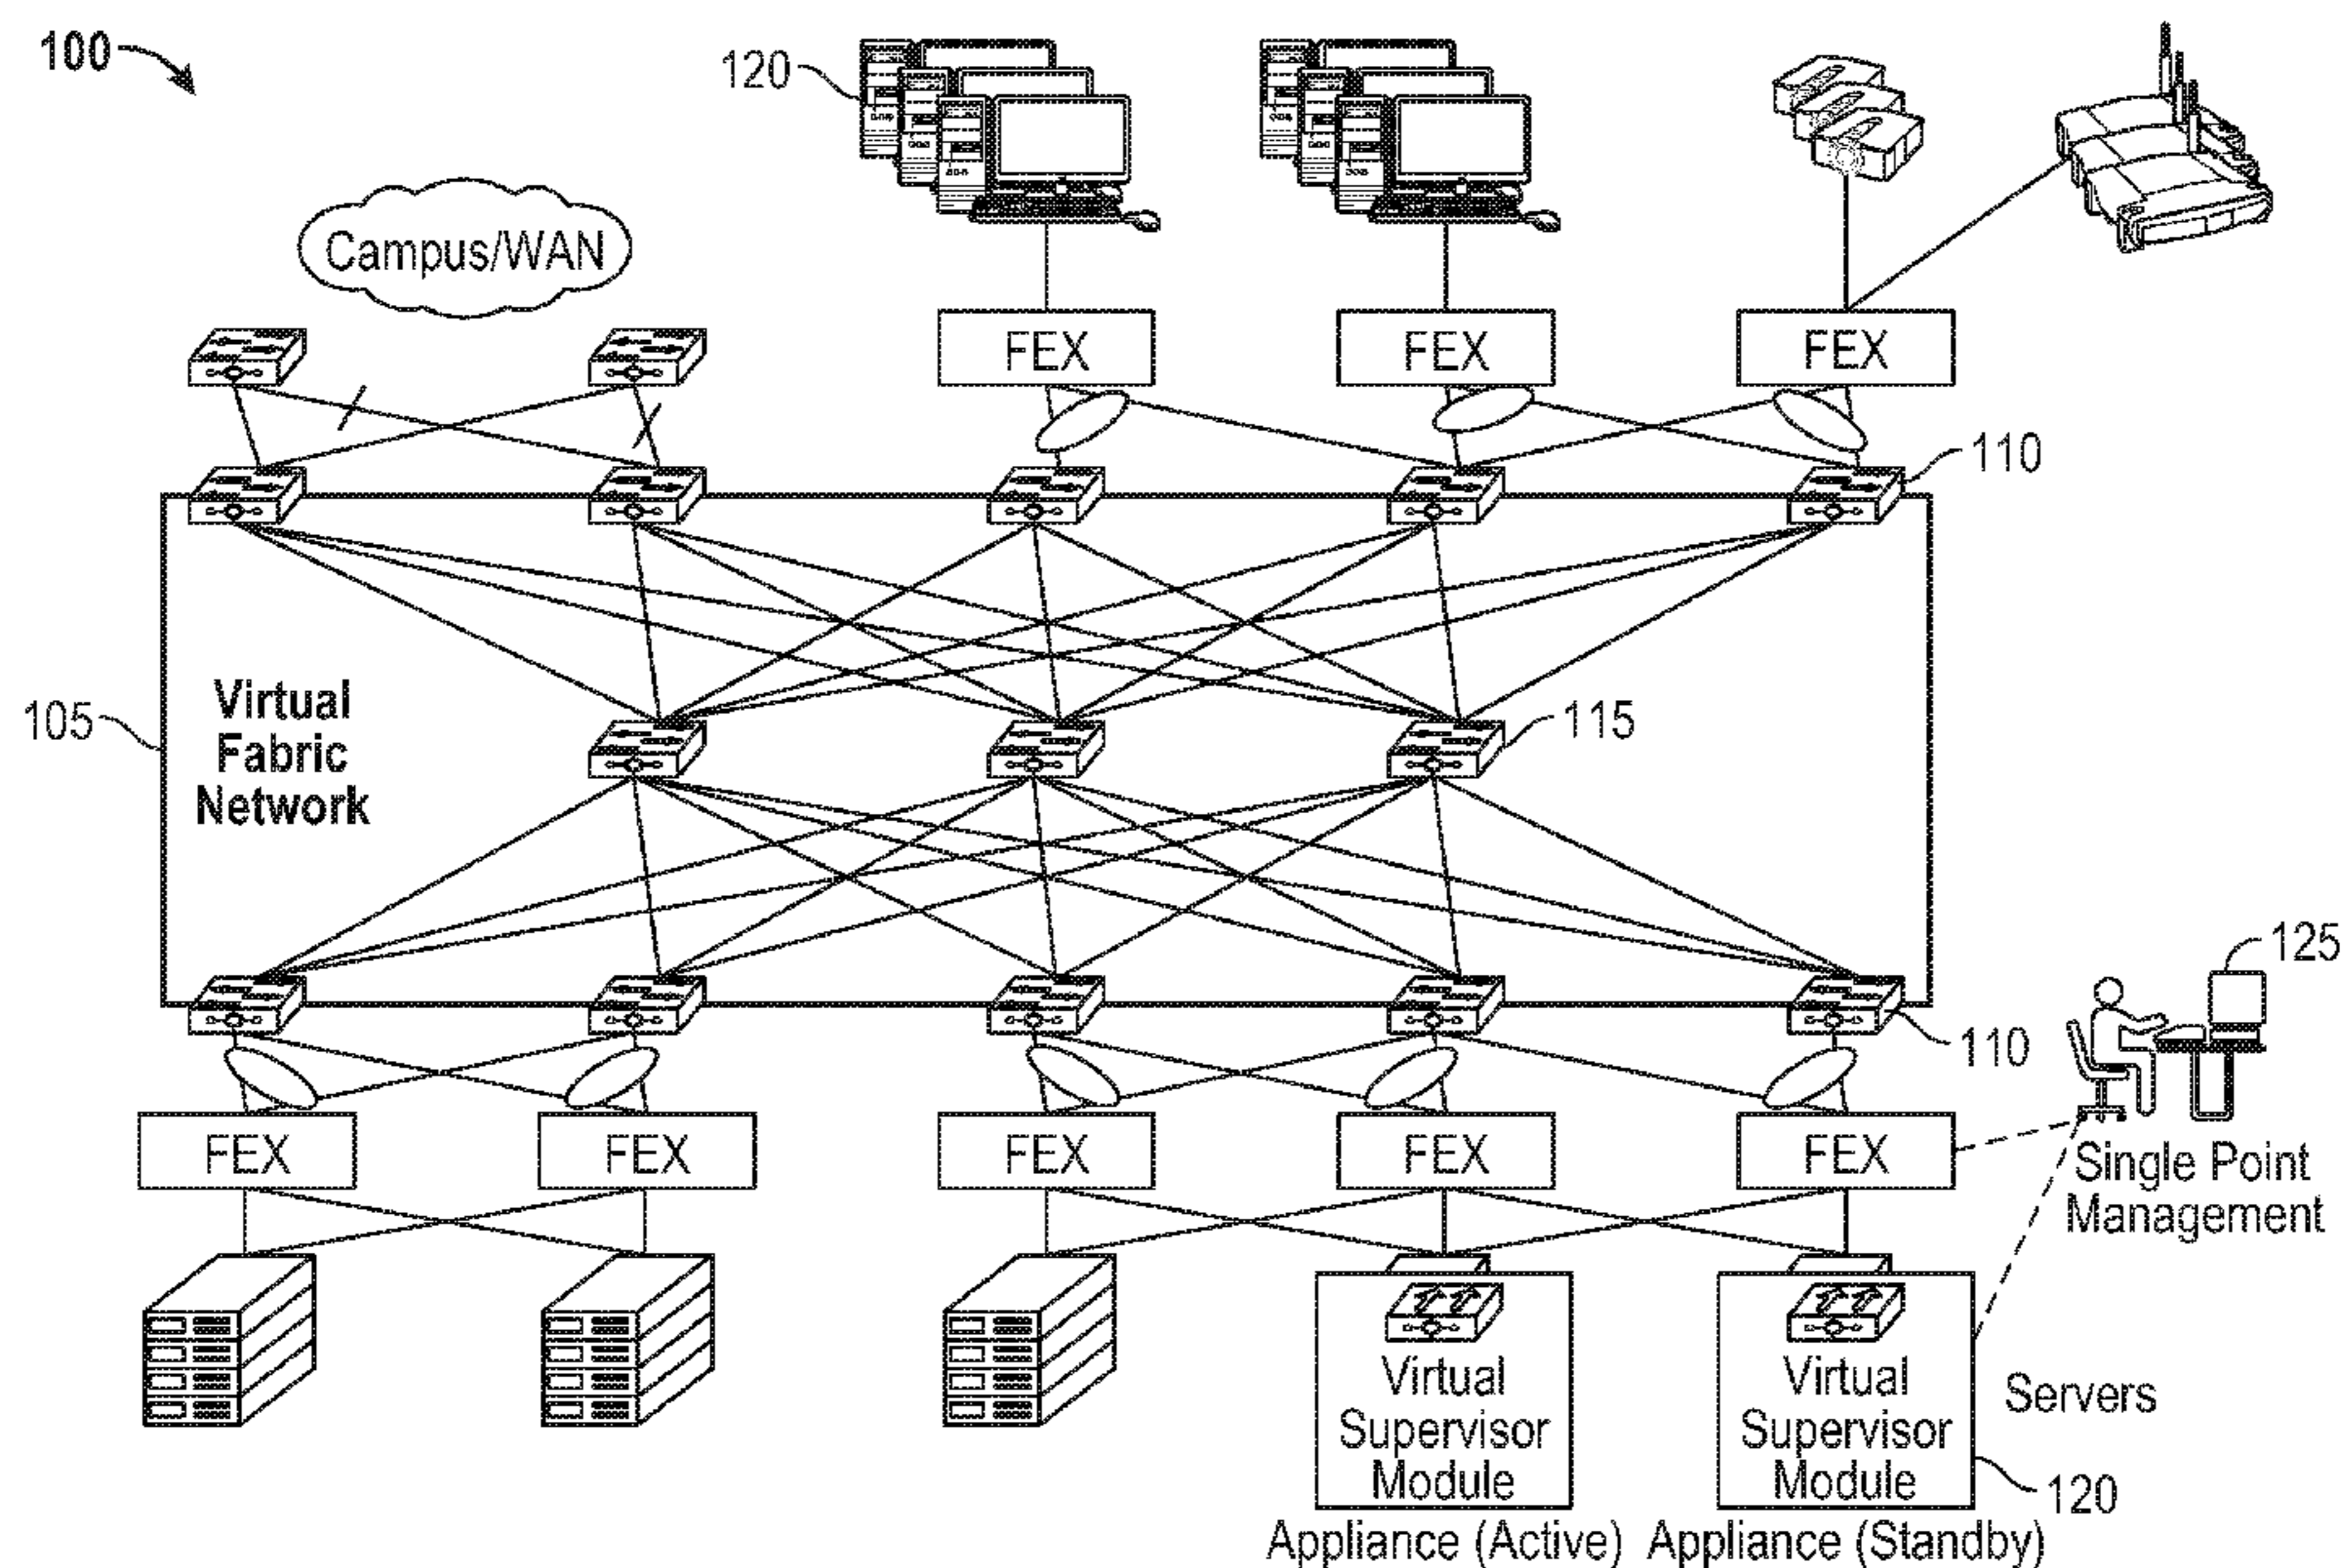 100
120
Campus/WAN
FEX
FEX
FEX
110
Virtual
Fabric
Network
105
115
125
110
FEX
FEX
FEX
FEX
FEX
Single Point
Management
Virtual
Supervisor
Module
Virtual
Supervisor
Module
Servers
120
Appliance (Active)
Appliance (Standby)